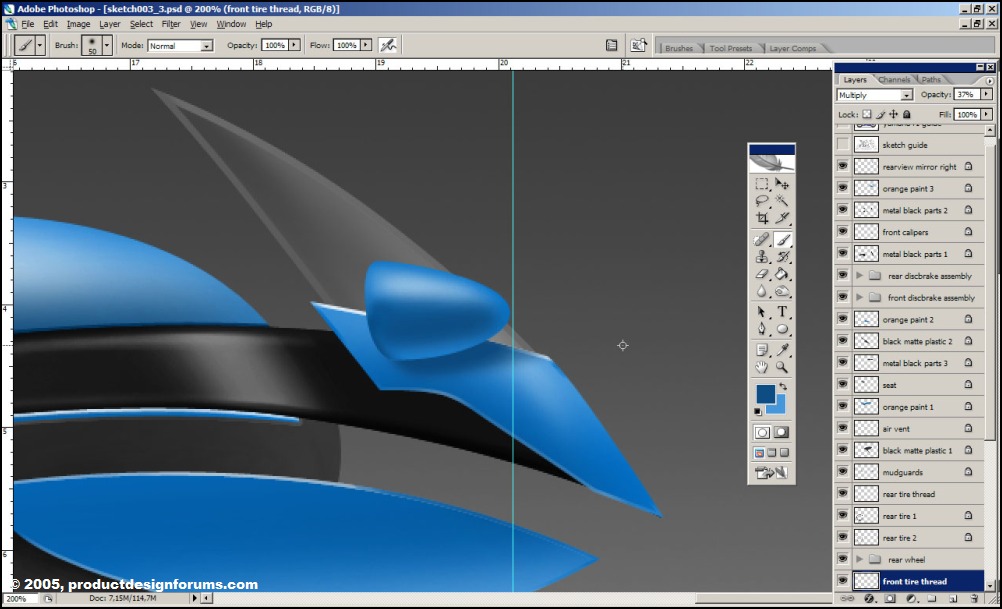 Adobe Photoshop - [sketch003_3.psd @ 200% (front tire thread, RGB/8)]
File Edit Image Layer Select Filter View Window Help
Brush: 50 Mode: Normal Opacity: 100% Flow: 100% Brushes Tool Presets Layer Comps
17 18 19 20 21 22
3
4
5
6
Layers Channels Paths
Multiply Opacity: 37%
Lock: Fill: 100%
sketch guide
rearview mirror right
orange paint 3
metal black parts 2
front calipers
metal black parts 1
rear discbrake assembly
front discbrake assembly
orange paint 2
black matte plastic 2
metal black parts 3
seat
orange paint 1
air vent
black matte plastic 1
mudguards
rear tire thread
rear tire 1
rear tire 2
rear wheel
front tire thread
© 2005, productdesignforums.com
200% Doc: 7,15M/114,7M